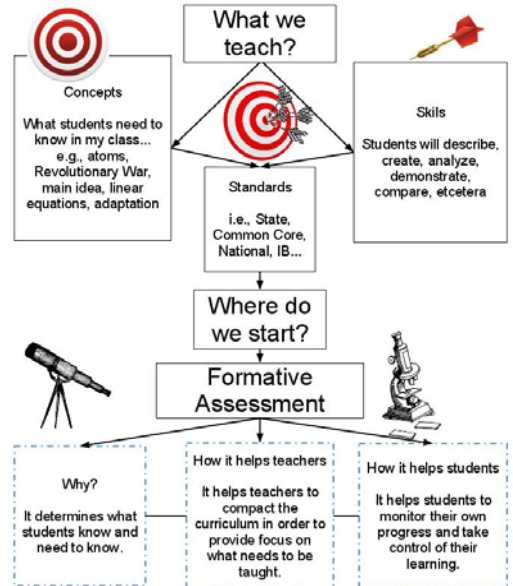 What we
teach?
Concepts
What students need to
know in my class...
e.g., atoms,
Revolutionary War,
main idea, linear
equations, adaptation
Skils
Students will describe,
create, analyze,
demonstrate,
compare, etcetera
Standards
i.e., State,
Common Core,
National, IB...
Where do
we start?
Formative
Assessment
Why?
It determines what
students know and
need to know.
How it helps teachers
It helps teachers to
compact the
curriculum in order to
provide focus on
what needs to be
taught.
How it helps students
It helps students to
monitor their own
progress and take
control of their
learning.